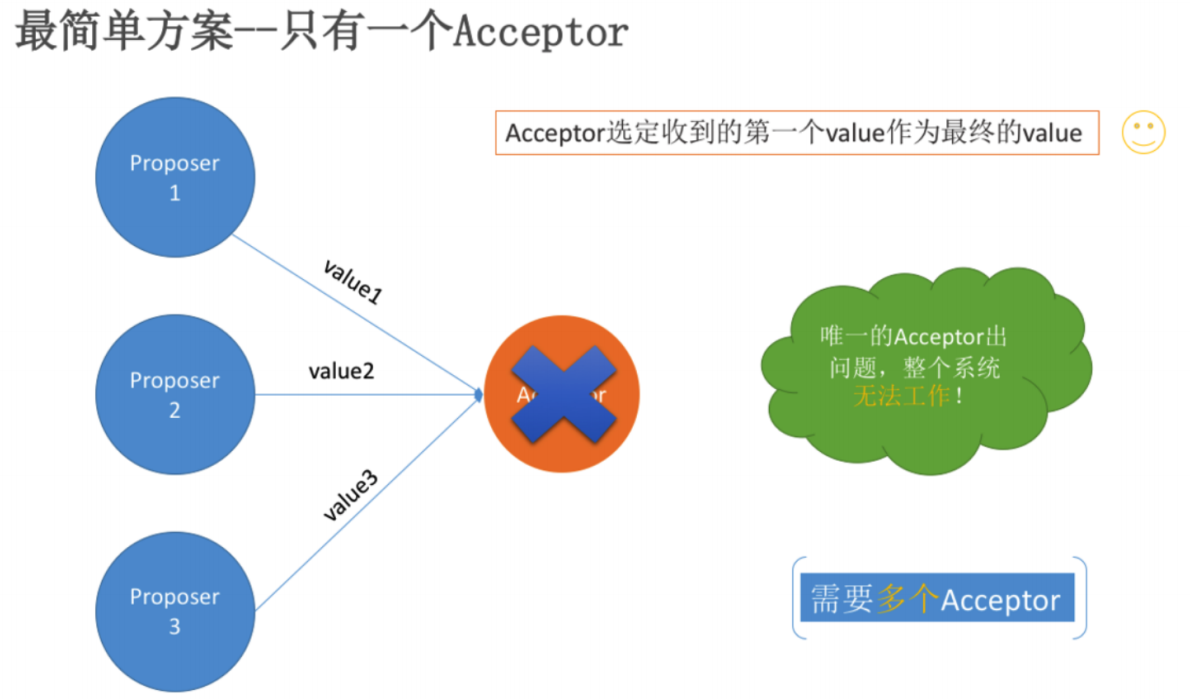 最简单方案--只有一个Acceptor
Acceptor选定收到的第一个value作为最终的value
Proposer
1
value1
Proposer
2
value2
唯一的Acceptor出
问题，整个系统
无法工作！
value3
Proposer
3
需要多个Acceptor